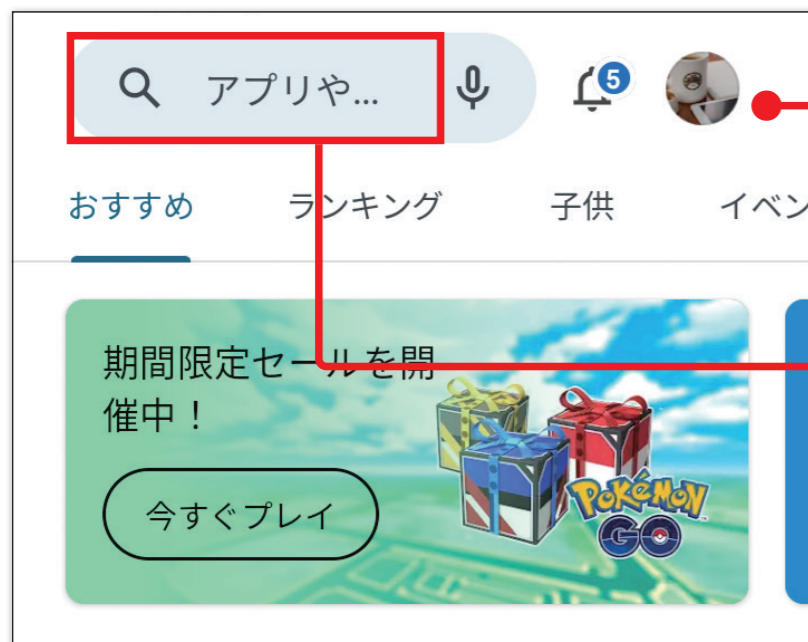 アプリや...
5
おすすめ ランキング 子供 イベン
期間限定セールを開
催中！
今すぐプレイ
POKÉMON
GO